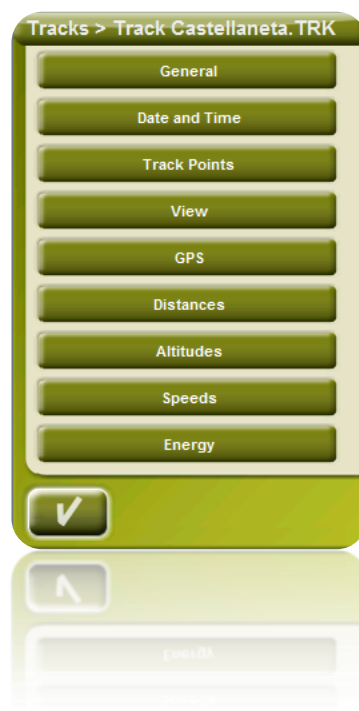 Tracks > Track Castellaneta.TRK
General
Date and Time
Track Points
View
GPS
Distances
Altitudes
Speeds
Energy